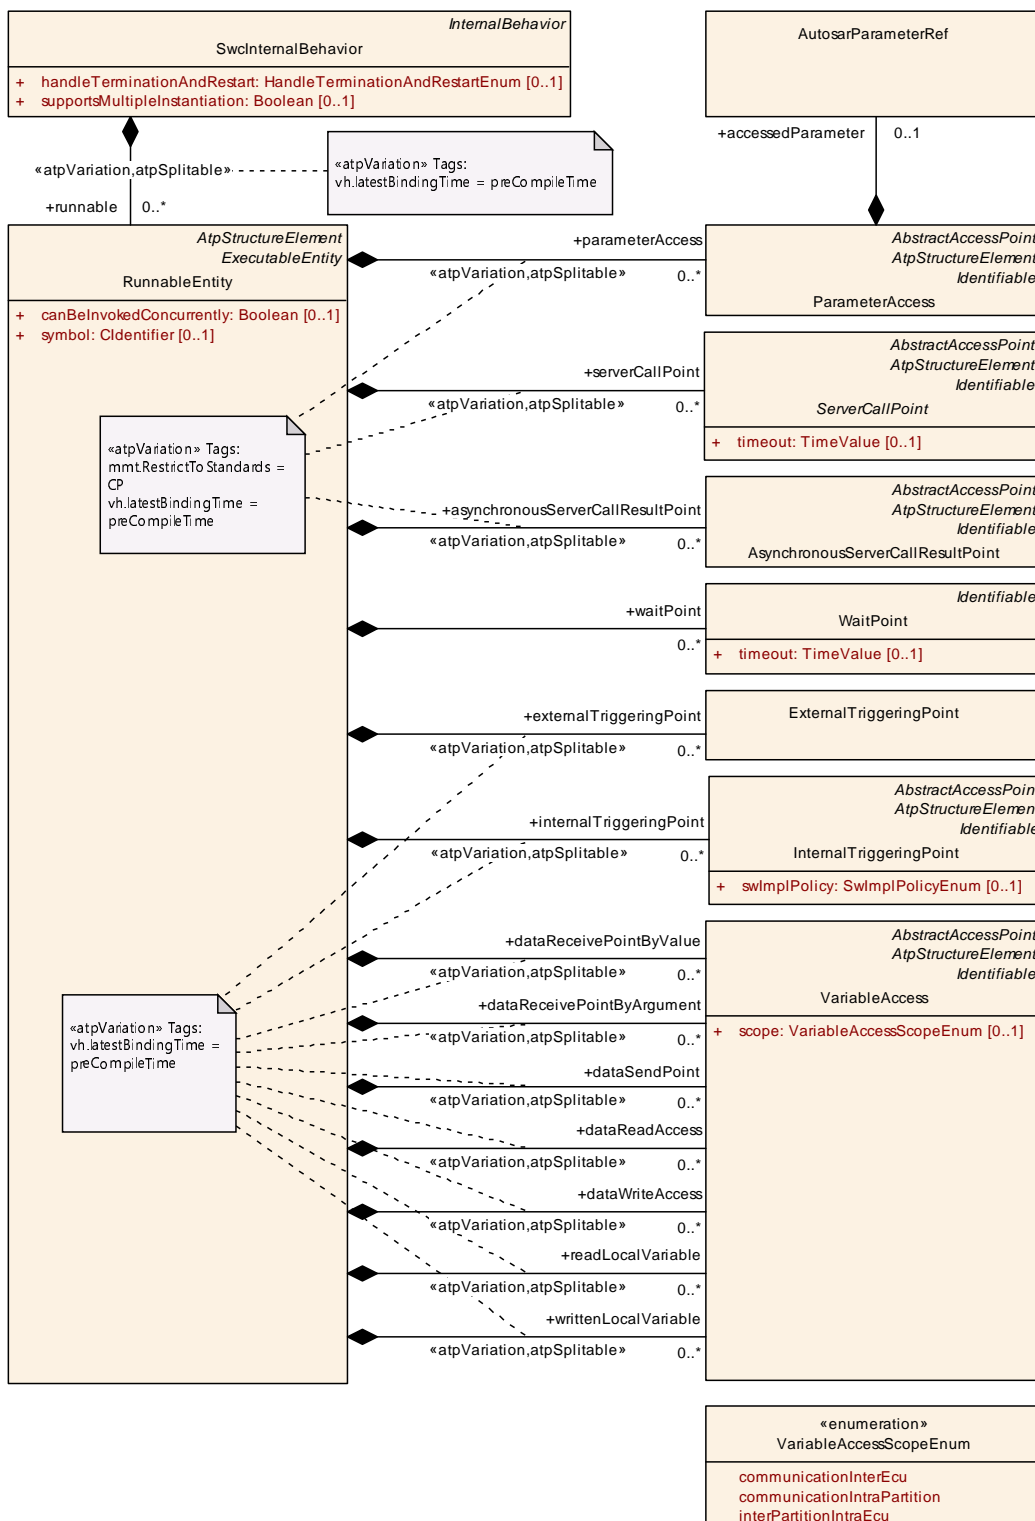 InternalBehavior
SwcInternalBehavior
+ handleTerminationAndRestart: HandleTerminationAndRestartEnum [0..1]
+ supportsMultipleInstantiation: Boolean [0..1]
AutosarParameterRef
+accessedParameter 0..1
«atpVariation,atpSplitable»
«atpVariation» Tags:
vh.latestBindingTime = preCompileTime
+runnable 0..*
AtpStructureElement
ExecutableEntity
RunnableEntity
+ canBeInvokedConcurrently: Boolean [0..1]
+ symbol: CIdentifier [0..1]
+parameterAccess
«atpVariation,atpSplitable» 0..*
AbstractAccessPoint
AtpStructureElement
Identifiable
ParameterAccess
+serverCallPoint
«atpVariation,atpSplitable» 0..*
AbstractAccessPoint
AtpStructureElement
Identifiable
ServerCallPoint
+ timeout: TimeValue [0..1]
«atpVariation» Tags:
mmt.RestrictToStandards =
CP
vh.latestBindingTime =
preCompileTime
+asynchronousServerCallResultPoint
«atpVariation,atpSplitable» 0..*
AbstractAccessPoint
AtpStructureElement
Identifiable
AsynchronousServerCallResultPoint
+waitPoint
0..*
Identifiable
WaitPoint
+ timeout: TimeValue [0..1]
+externalTriggeringPoint
«atpVariation,atpSplitable» 0..*
ExternalTriggeringPoint
+internalTriggeringPoint
«atpVariation,atpSplitable» 0..*
AbstractAccessPoin
AtpStructureElemen
Identifiable
InternalTriggeringPoint
+ swImplPolicy: SwImplPolicyEnum [0..1]
+dataReceivePointByValue
«atpVariation,atpSplitable» 0..*
AbstractAccessPoint
AtpStructureElement
Identifiable
VariableAccess
+ scope: VariableAccessScopeEnum [0..1]
+dataReceivePointByArgument
«atpVariation,atpSplitable» 0..*
«atpVariation» Tags:
vh.latestBindingTime =
preCompileTime
+dataSendPoint
«atpVariation,atpSplitable» 0..*
+dataReadAccess
«atpVariation,atpSplitable» 0..*
+dataWriteAccess
«atpVariation,atpSplitable» 0..*
+readLocalVariable
«atpVariation,atpSplitable» 0..*
+writtenLocalVariable
«atpVariation,atpSplitable» 0..*
«enumeration»
VariableAccessScopeEnum
communicationInterEcu
communicationIntraPartition
interPartitionIntraEcu